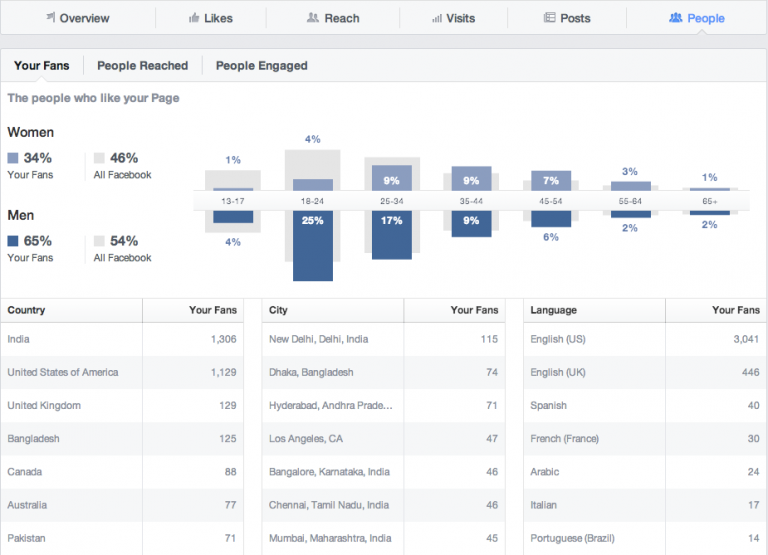 Overview Likes Reach Visits Posts People
Your Fans People Reached People Engaged
The people who like your Page
Women
34% 46%
Your Fans All Facebook
Men
65% 54%
Your Fans All Facebook
1% 4% 9% 9% 7% 3% 1%
13-17 18-24 25-34 35-44 45-54 55-64 65+
4% 25% 17% 9% 6% 2% 2%
Country Your Fans City Your Fans Language Your Fans
India 1,306 New Delhi, Delhi, India 115 English (US) 3,041
United States of America 1,129 Dhaka, Bangladesh 74 English (UK) 446
United Kingdom 129 Hyderabad, Andhra Prade... 71 Spanish 40
Bangladesh 125 Los Angeles, CA 47 French (France) 30
Canada 88 Bangalore, Karnataka, India 46 Arabic 24
Australia 77 Chennai, Tamil Nadu, India 46 Italian 17
Pakistan 71 Mumbai, Maharashtra, India 45 Portuguese (Brazil) 14